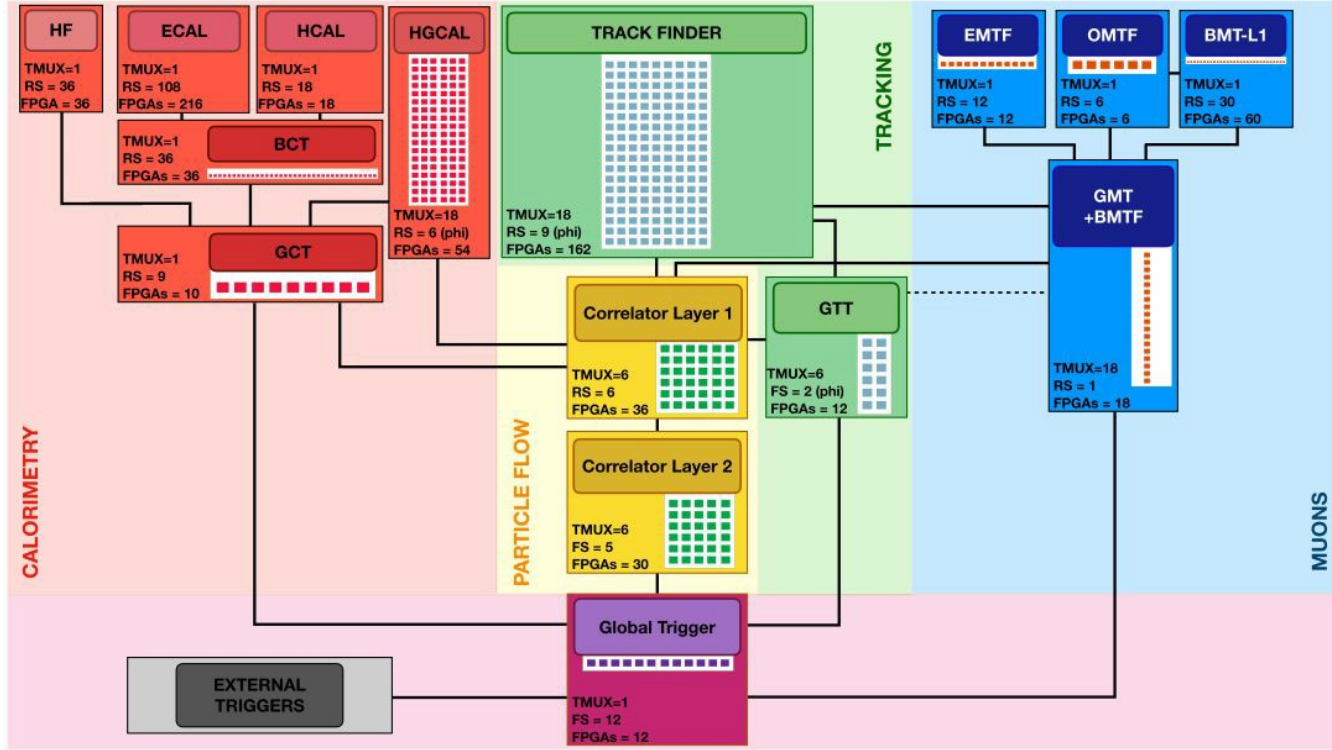 HF
TMUX=1
RS = 36
FPGA = 36
ECAL
TMUX=1
RS = 108
FPGAs = 216
HCAL
TMUX=1
RS = 18
FPGAs = 18
BCT
TMUX=1
RS = 36
FPGAs = 36
HGCAL
TMUX=18
RS = 6 (phi)
FPGAs = 54
GCT
TMUX=1
RS = 9
FPGAs = 10
CALORIMETRY
TRACK FINDER
TMUX=18
RS = 9 (phi)
FPGAs = 162
TRACKING
Correlator Layer 1
TMUX=6
RS = 6
FPGAs = 36
GTT
TMUX=6
FS = 2 (phi)
FPGAs = 12
Correlator Layer 2
TMUX=6
FS = 5
FPGAs = 30
PARTICLE FLOW
EMTF
TMUX=1
RS = 12
FPGAs = 12
OMTF
TMUX=1
RS = 6
FPGAs = 6
BMT-L1
TMUX=1
RS = 30
FPGAs = 60
GMT
+BMTF
TMUX=18
RS = 1
FPGAs = 18
MUONS
Global Trigger
TMUX=1
FS = 12
FPGAs = 12
EXTERNAL
TRIGGERS